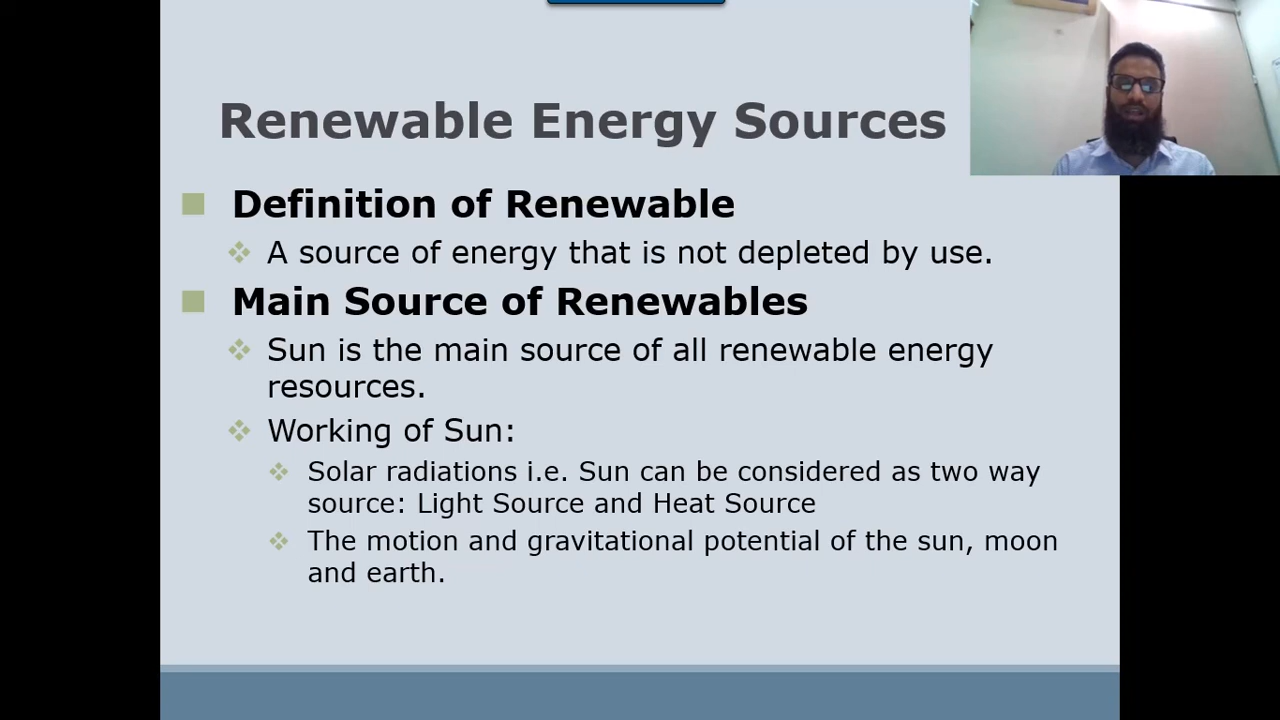 Renewable Energy Sources
Definition of Renewable
A source of energy that is not depleted by use.
Main Source of Renewables
Sun is the main source of all renewable energy
resources.
Working of Sun:
Solar radiations i.e. Sun can be considered as two way
source: Light Source and Heat Source
The motion and gravitational potential of the sun, moon
and earth.